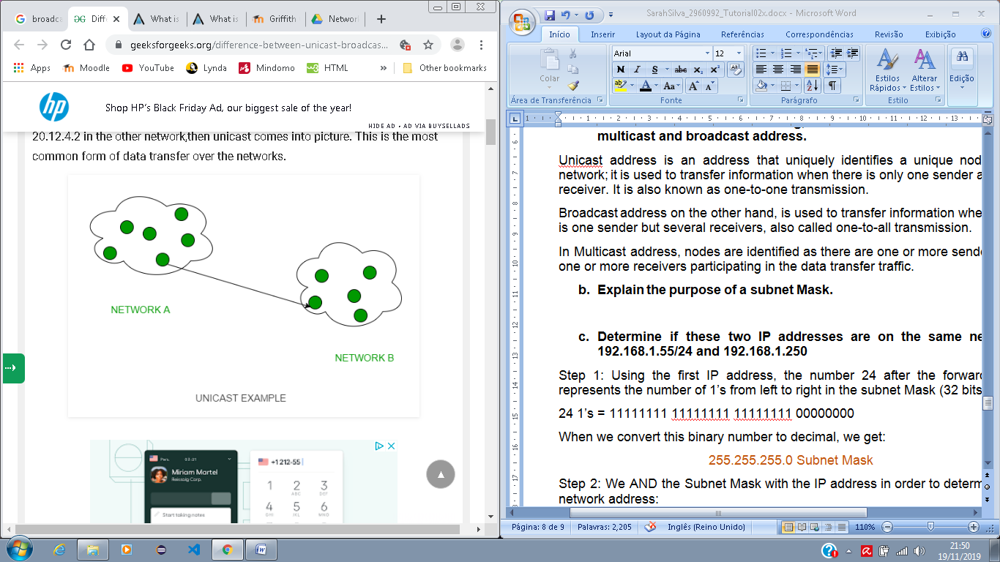 broadca
Diffe
What is
What is
Griffith
Network
SarahSilva_2960992_Tutorial02x.docx - Microsoft Word
geeksforgeeks.org/difference-between-unicast-broadcas...
Apps
Moodle
YouTube
Lynda
Mindomo
HTML
»
Other bookmarks
hp
Shop HP's Black Friday Ad, our biggest sale of the year!
HIDE AD • AD VIA BUYSELLADS
20.12.4.2 in the other network,then unicast comes into picture. This is the most
common form of data transfer over the networks.
NETWORK A
NETWORK B
UNICAST EXAMPLE
Miriam Martel
Reissolg Corp.
Start taking notes
+1 212-55
1 2 3
ABC DEF
4 5 6
GHI JKL MNO
Início
Inserir
Layout da Página
Referências
Correspondências
Revisão
Exibição
Colar
Área de Transferência
Arial
12
N I S abc x₂ x²
Aa
Fonte
Parágrafo
Estilos Rápidos
Alterar Estilos
Estilo
Edição
multicast and broadcast address.
Unicast address is an address that uniquely identifies a unique nod
network; it is used to transfer information when there is only one sender a
receiver. It is also known as one-to-one transmission.
Broadcast address on the other hand, is used to transfer information whe
is one sender but several receivers, also called one-to-all transmission.
In Multicast address, nodes are identified as there are one or more send
one or more receivers participating in the data transfer traffic.
b. Explain the purpose of a subnet Mask.
c. Determine if these two IP addresses are on the same ne
192.168.1.55/24 and 192.168.1.250
Step 1: Using the first IP address, the number 24 after the forward
represents the number of 1's from left to right in the subnet Mask (32 bits
24 1's = 11111111 11111111 11111111 00000000
When we convert this binary number to decimal, we get:
255.255.255.0 Subnet Mask
Step 2: We AND the Subnet Mask with the IP address in order to determ
network address:
Página: 8 de 9
Palavras: 2,205
Inglês (Reino Unido)
110%
21:50
19/11/2019